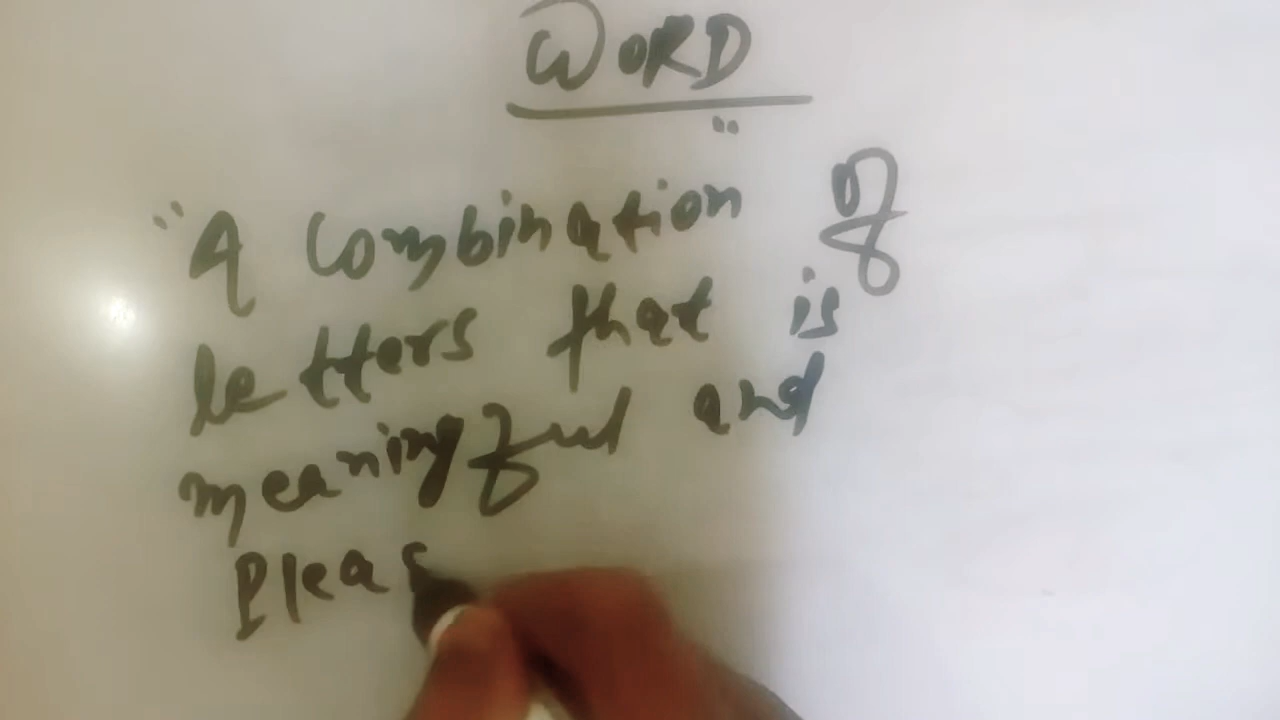 WORD
"A Combination of
letters that is
meaningful and
Pleas